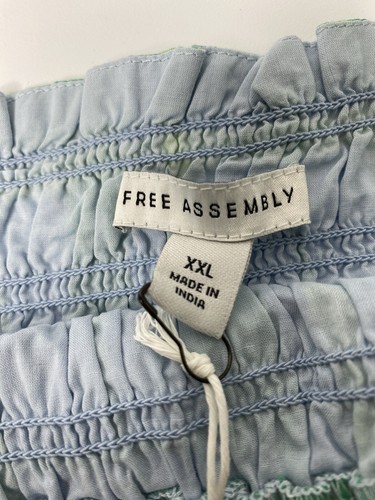 FREE ASSEMBLY
XXL
MADE IN
INDIA